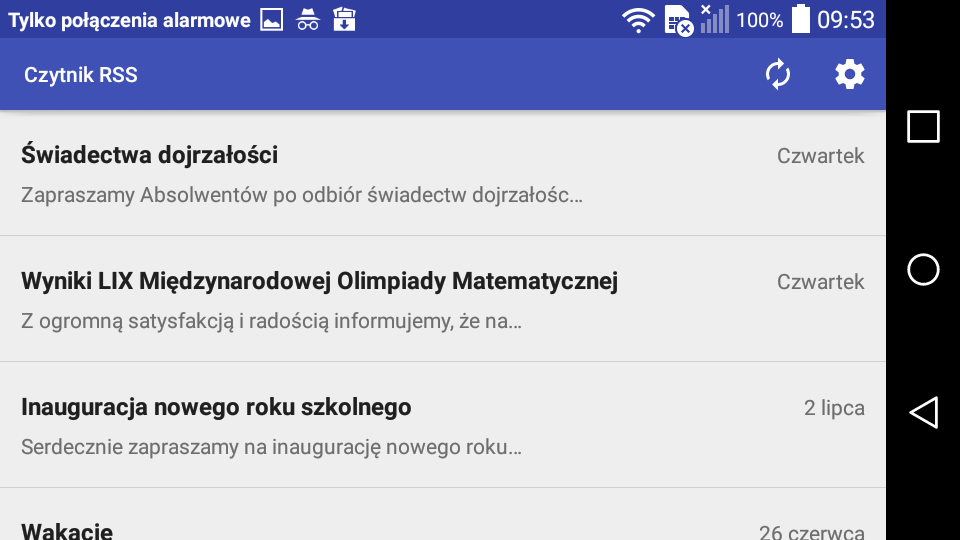 Tylko połączenia alarmowe 100% 09:53
Czytnik RSS
Świadectwa dojrzałości Czwartek
Zapraszamy Absolwentów po odbiór świadectw dojrzałośc...
Wyniki LIX Międzynarodowej Olimpiady Matematycznej Czwartek
Z ogromną satysfakcją i radością informujemy, że na...
Inauguracja nowego roku szkolnego 2 lipca
Serdecznie zapraszamy na inaugurację nowego roku...
Wakacje 26 czerwca